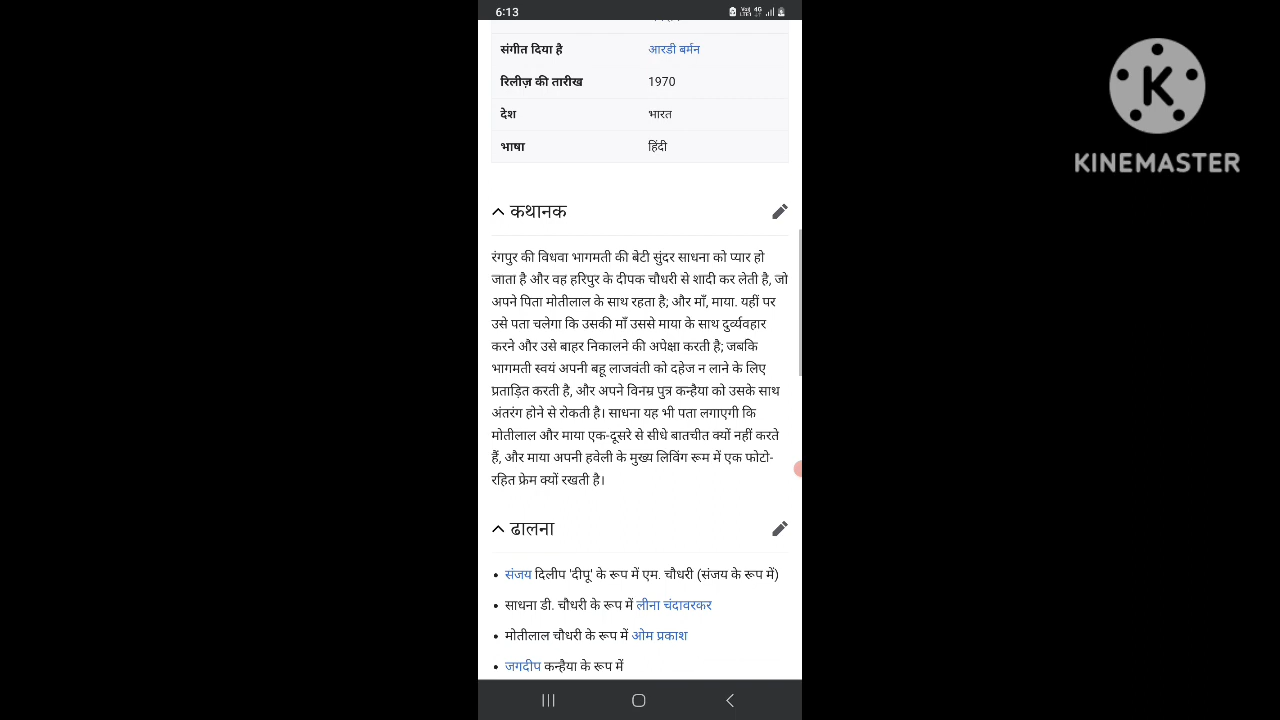 6:13
संगीत दिया है आरडी बर्मन
रिलीज़ की तारीख 1970
देश भारत
भाषा हिंदी
कथानक
रंगपुर की विधवा भागमती की बेटी सुंदर साधना को प्यार हो
जाता है और वह हरिपुर के दीपक चौधरी से शादी कर लेती है, जो
अपने पिता मोतीलाल के साथ रहता है; और माँ, माया. यहीं पर
उसे पता चलेगा कि उसकी माँ उससे माया के साथ दुर्व्यवहार
करने और उसे बाहर निकालने की अपेक्षा करती है; जबकि
भागमती स्वयं अपनी बहू लाजवंती को दहेज न लाने के लिए
प्रताड़ित करती है, और अपने विनम्र पुत्र कन्हैया को उसके साथ
अंतरंग होने से रोकती है। साधना यह भी पता लगाएगी कि
मोतीलाल और माया एक-दूसरे से सीधे बातचीत क्यों नहीं करते
हैं, और माया अपनी हवेली के मुख्य लिविंग रूम में एक फोटो-
रहित फ्रेम क्यों रखती है।
ढालना
• संजय दिलीप 'दीपू' के रूप में एम. चौधरी (संजय के रूप में)
• साधना डी. चौधरी के रूप में लीना चंदावरकर
• मोतीलाल चौधरी के रूप में ओम प्रकाश
• जगदीप कन्हैया के रूप में
K
KINEMASTER